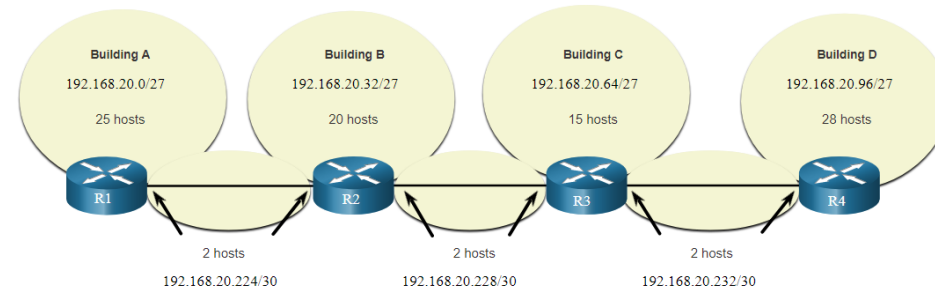 Building A
192.168.20.0/27
25 hosts
Building B
192.168.20.32/27
20 hosts
Building C
192.168.20.64/27
15 hosts
Building D
192.168.20.96/27
28 hosts
R1
R2
R3
R4
2 hosts
192.168.20.224/30
2 hosts
192.168.20.228/30
2 hosts
192.168.20.232/30